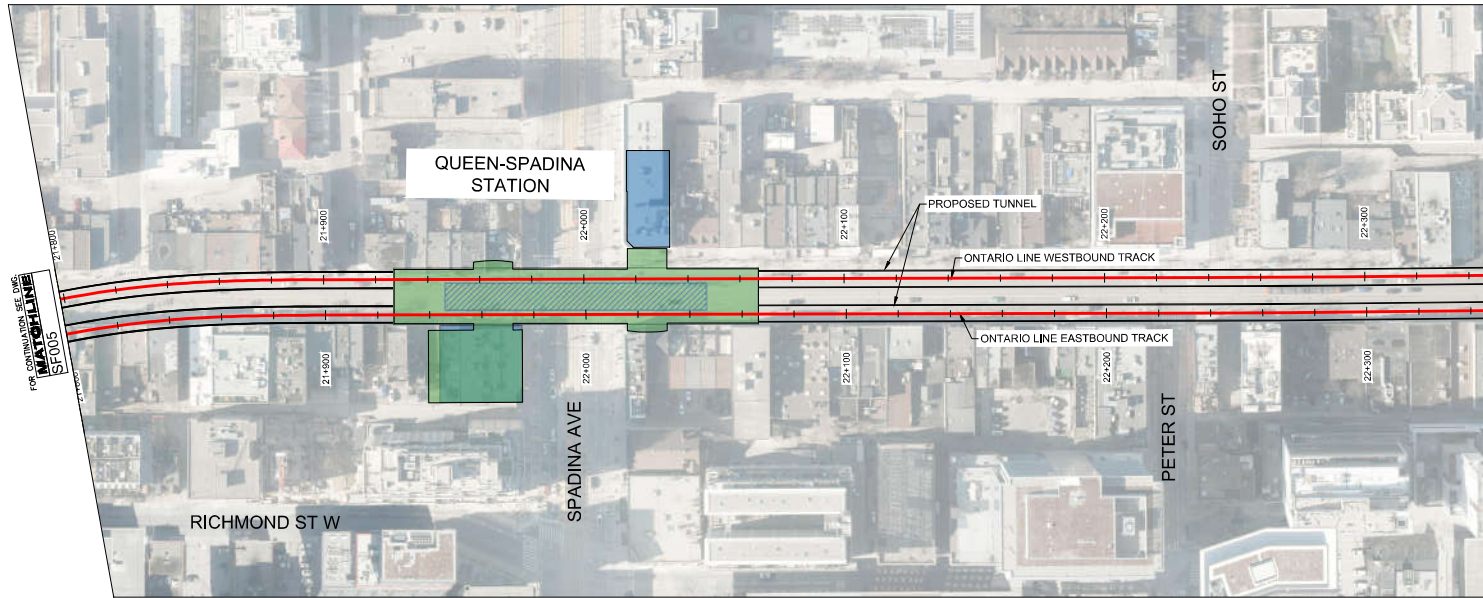 SOHO ST
QUEEN-SPADINA
STATION
21+800
21+900
22+000
22+100
22+200
22+300
PROPOSED TUNNEL
ONTARIO LINE WESTBOUND TRACK
FOR CONTINUATION SEE DWG.
MATCHLINE
SF005
ONTARIO LINE EASTBOUND TRACK
21+900
22+000
22+100
22+200
22+300
SPADINA AVE
PETER ST
RICHMOND ST W